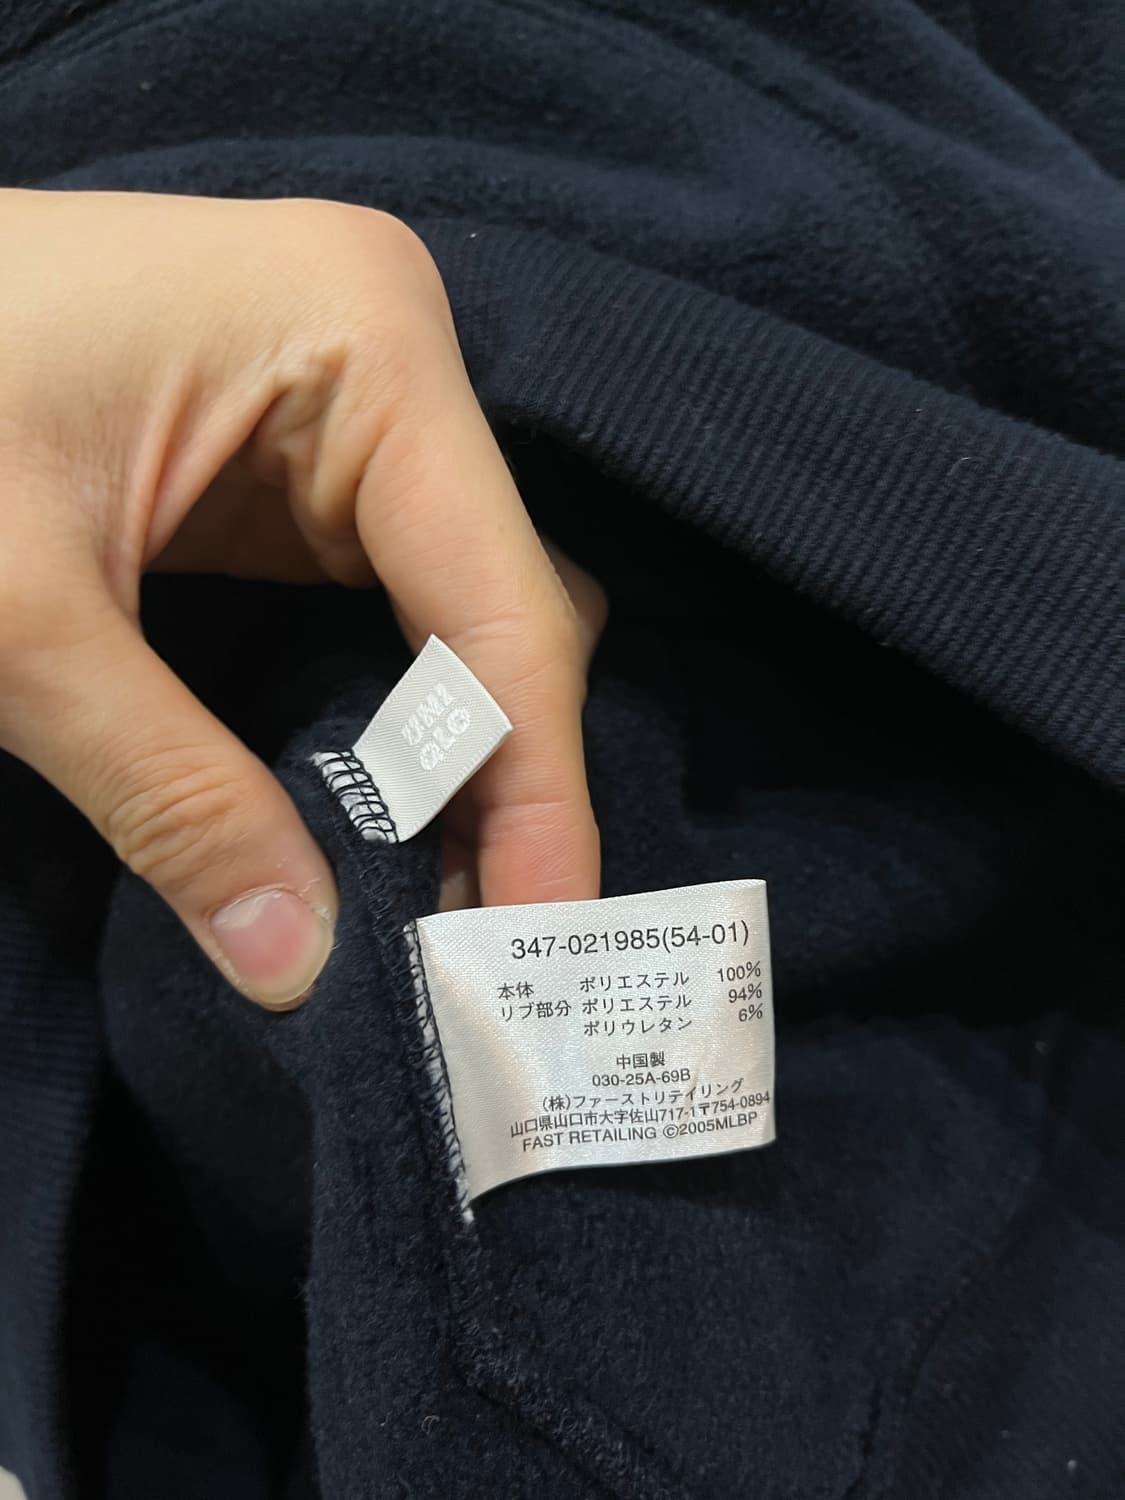 UNI
QLO
347-021985(54-01)
本体 ポリエステル 100%
リブ部分 ポリエステル 94%
ポリウレタン 6%
中国製
030-25A-69B
(株)ファーストリテイリング
山口県山口市大字佐山717-1〒754-0894
FAST RETAILING ©2005MLBP